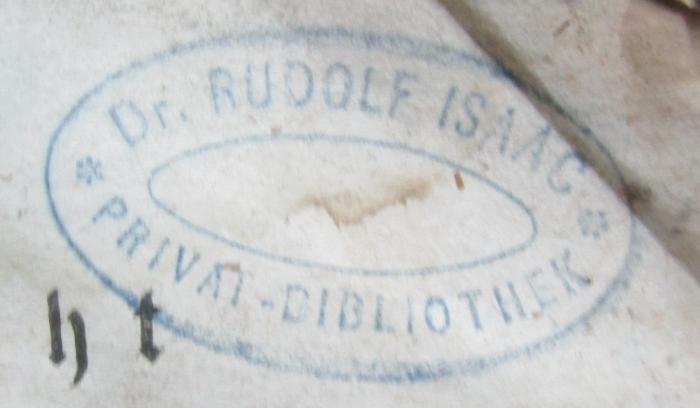 Dr. RUDOLF ISAAC
* PRIVAT-BIBLIOTHEK *
h t